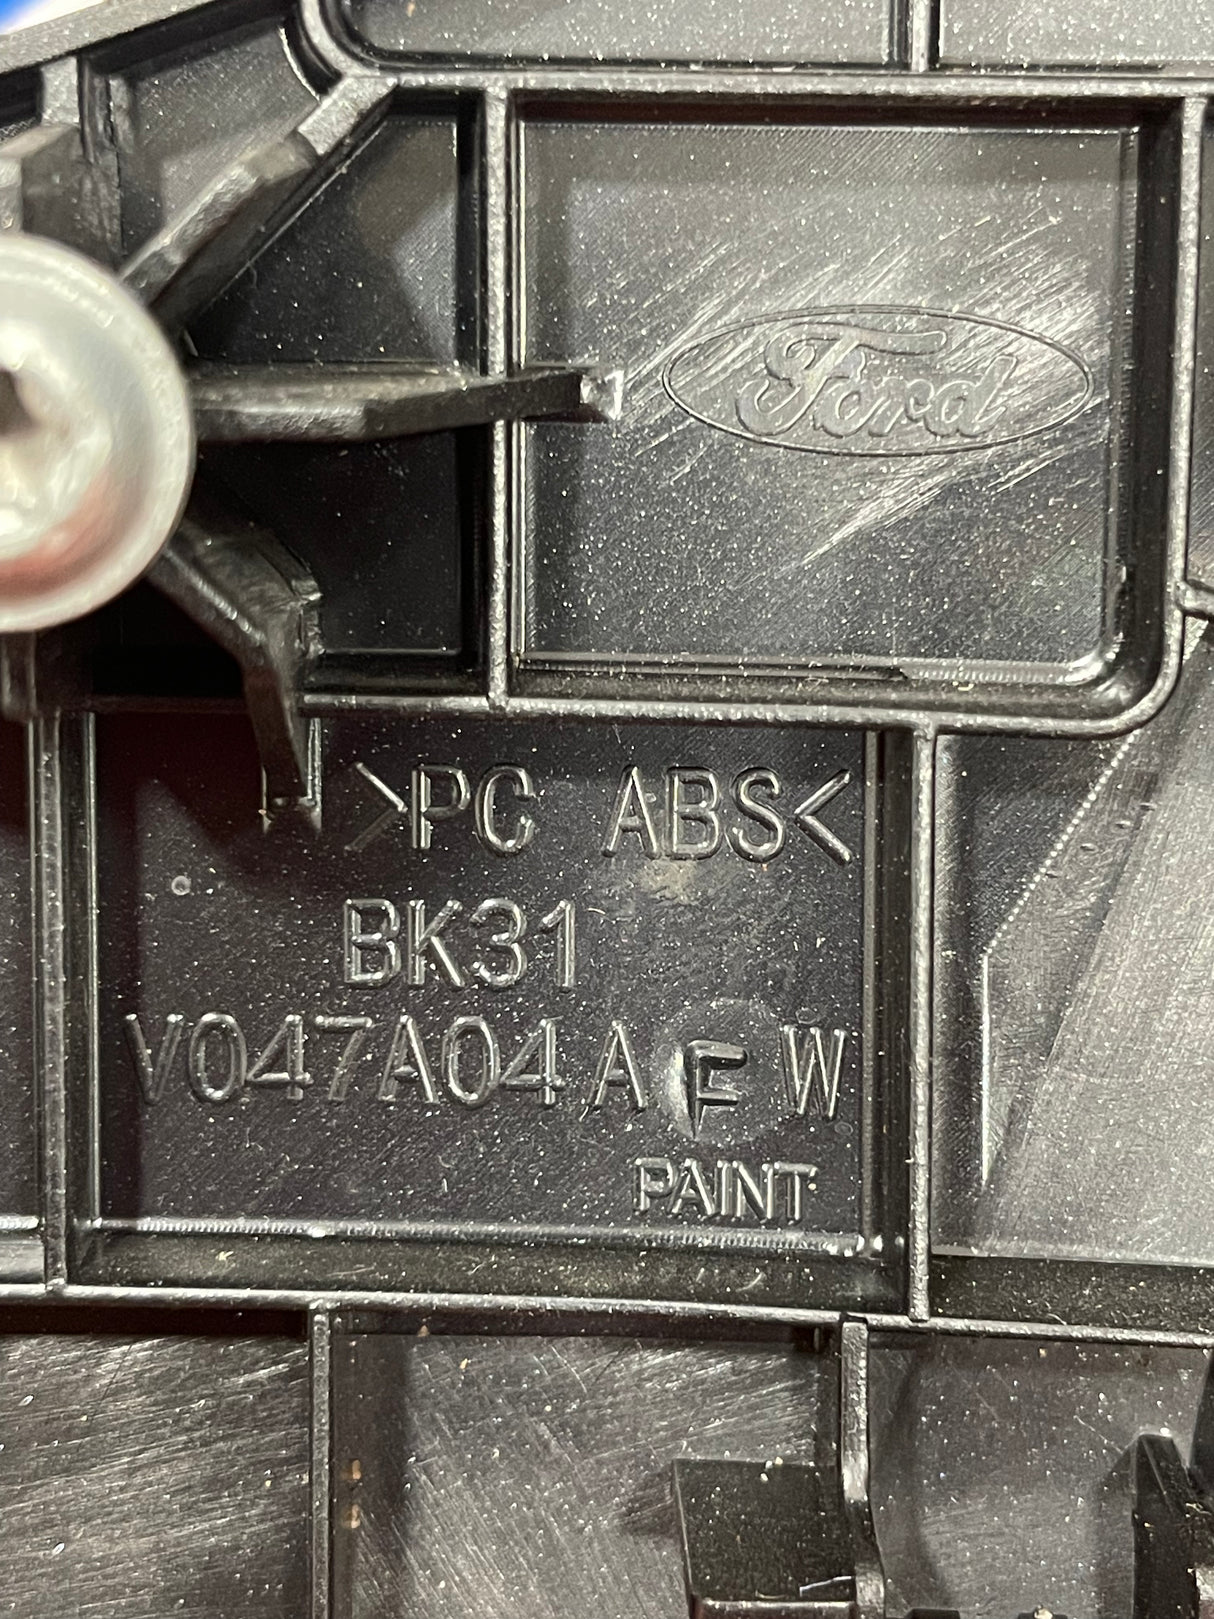 Ford
>PC ABS<
BK31
V047A04 A F W
PAINT